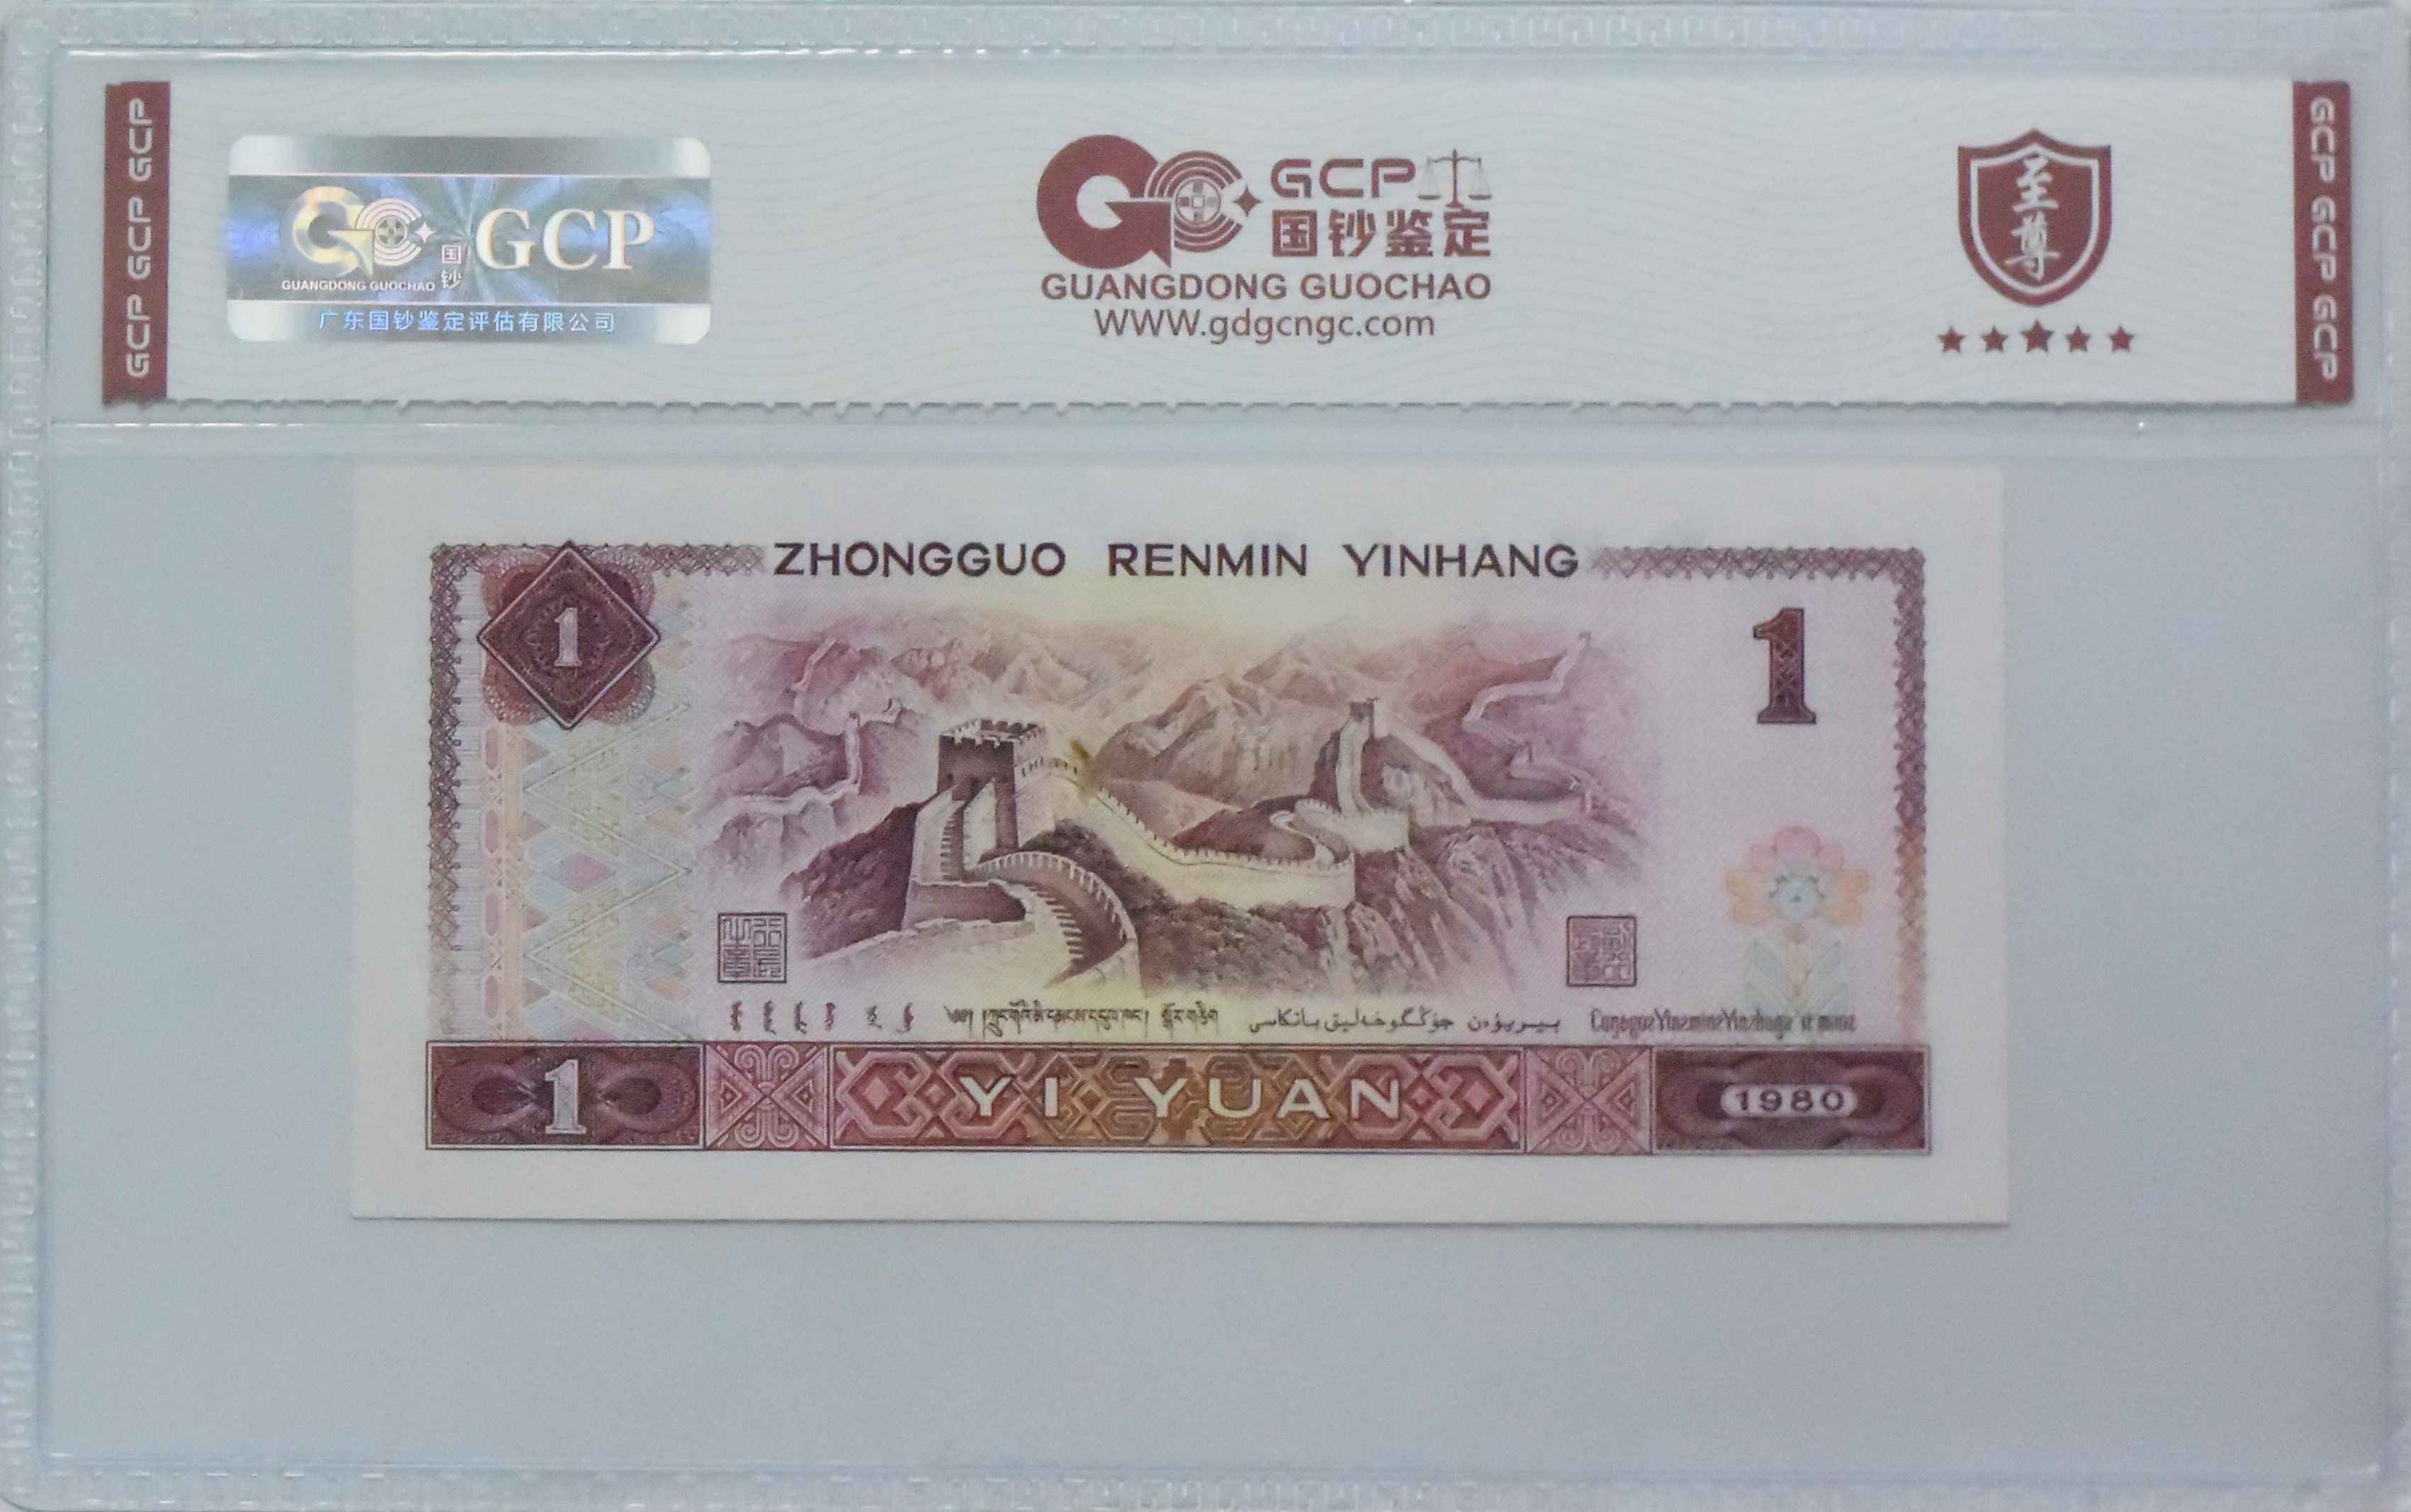 GCP GCP GCP
GUANGDONG GUOCHAO
国钞
GCP
广东国钞鉴定评估有限公司
GCP
国钞鉴定
GUANGDONG GUOCHAO
WWW.gdgcngc.com
至尊
GCP GCP GCP
ZHONGGUO RENMIN YINHANG
1
1
1
YI YUAN
1980